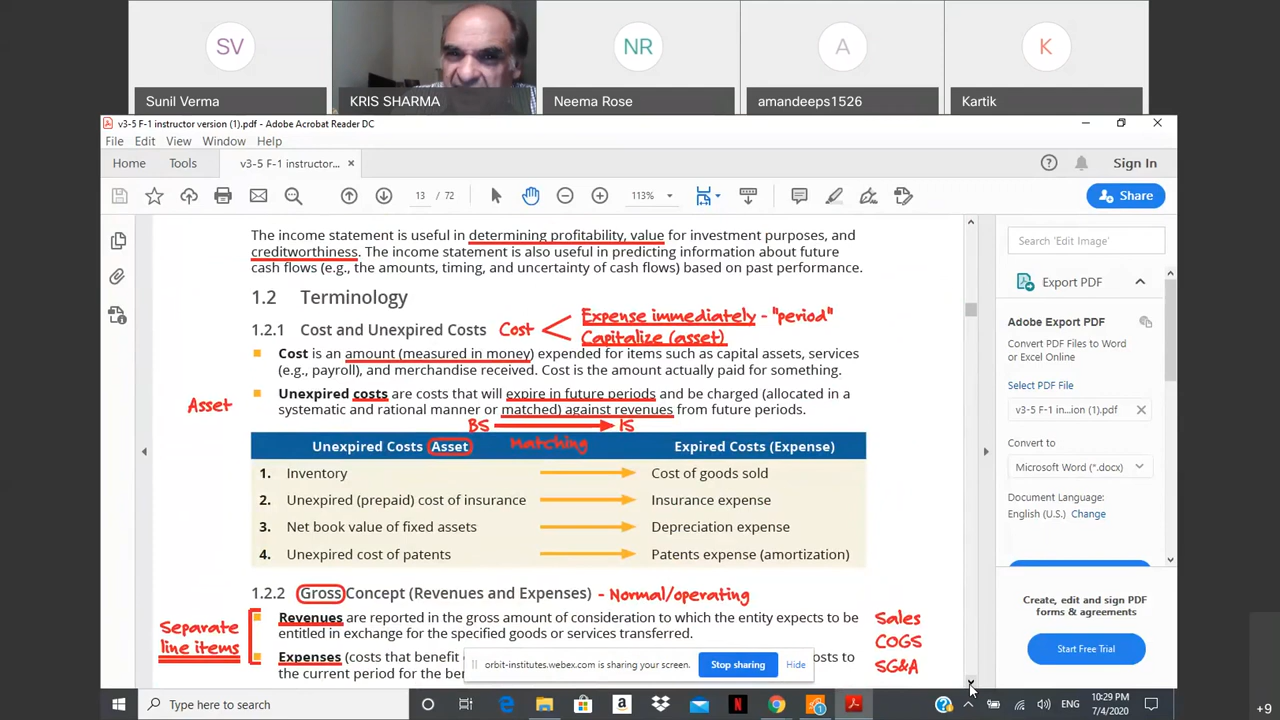 SV
NR
A
K
Sunil Verma
KRIS SHARMA
Neema Rose
amandeeps1526
Kartik
v3-5 F-1 instructor version (1).pdf - Adobe Acrobat Reader DC
File Edit View Window Help
Home Tools v3-5 F-1 instructor... × Sign In
13 / 72 113% Share
The income statement is useful in determining profitability, value for investment purposes, and
creditworthiness. The income statement is also useful in predicting information about future
cash flows (e.g., the amounts, timing, and uncertainty of cash flows) based on past performance.
1.2 Terminology
1.2.1 Cost and Unexpired Costs Cost
Expense immediately - "period"
Capitalize (asset)
Cost is an amount (measured in money) expended for items such as capital assets, services
(e.g., payroll), and merchandise received. Cost is the amount actually paid for something.
Asset
Unexpired costs are costs that will expire in future periods and be charged (allocated in a
systematic and rational manner or matched) against revenues from future periods.
BS IS
Unexpired Costs Asset Matching Expired Costs (Expense)
1. Inventory Cost of goods sold
2. Unexpired (prepaid) cost of insurance Insurance expense
3. Net book value of fixed assets Depreciation expense
4. Unexpired cost of patents Patents expense (amortization)
1.2.2 Gross Concept (Revenues and Expenses) - Normal/operating
Separate
line items
Revenues are reported in the gross amount of consideration to which the entity expects to be
entitled in exchange for the specified goods or services transferred.
Expenses (costs that benefit
costs to
the current period for the
Sales
COGS
SG&A
orbit-institutes.webex.com is sharing your screen. Stop sharing Hide
Search 'Edit Image'
Export PDF
Adobe Export PDF
Convert PDF Files to Word
or Excel Online
Select PDF File
v3-5 F-1 in...ion (1).pdf
Convert to
Microsoft Word (*.docx)
Document Language:
English (U.S.) Change
Create, edit and sign PDF
forms & agreements
Start Free Trial
Type here to search
ENG
10:29 PM
7/4/2020
+9